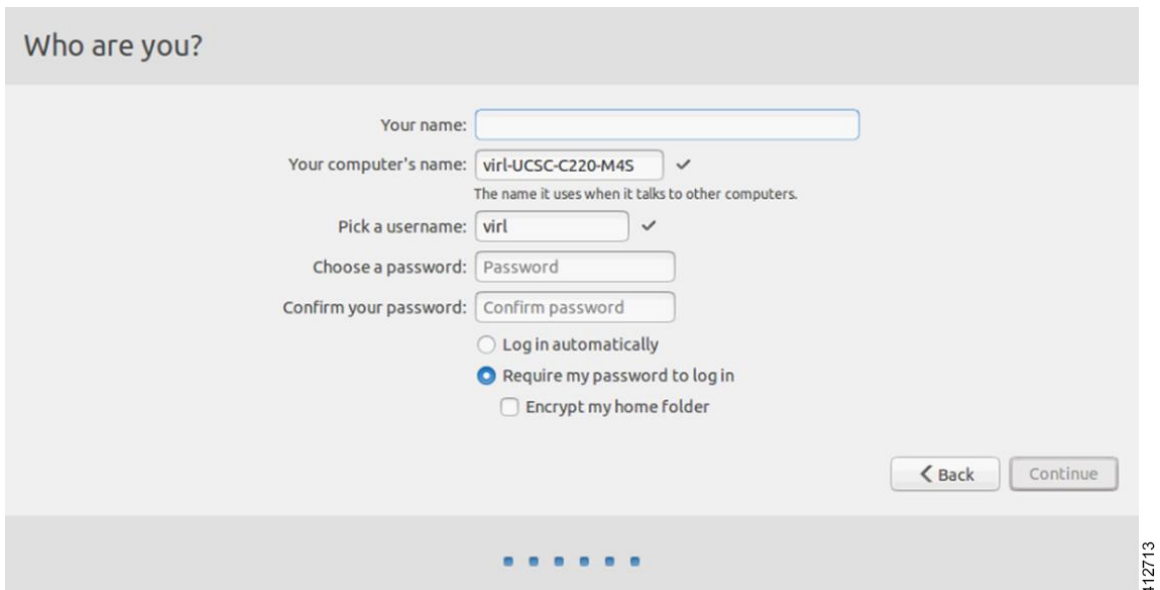 Who are you?
Your name:
Your computer's name: virl-UCSC-C220-M4S
The name it uses when it talks to other computers.
Pick a username: virl
Choose a password: Password
Confirm your password: Confirm password
Log in automatically
Require my password to log in
Encrypt my home folder
Back Continue
412713